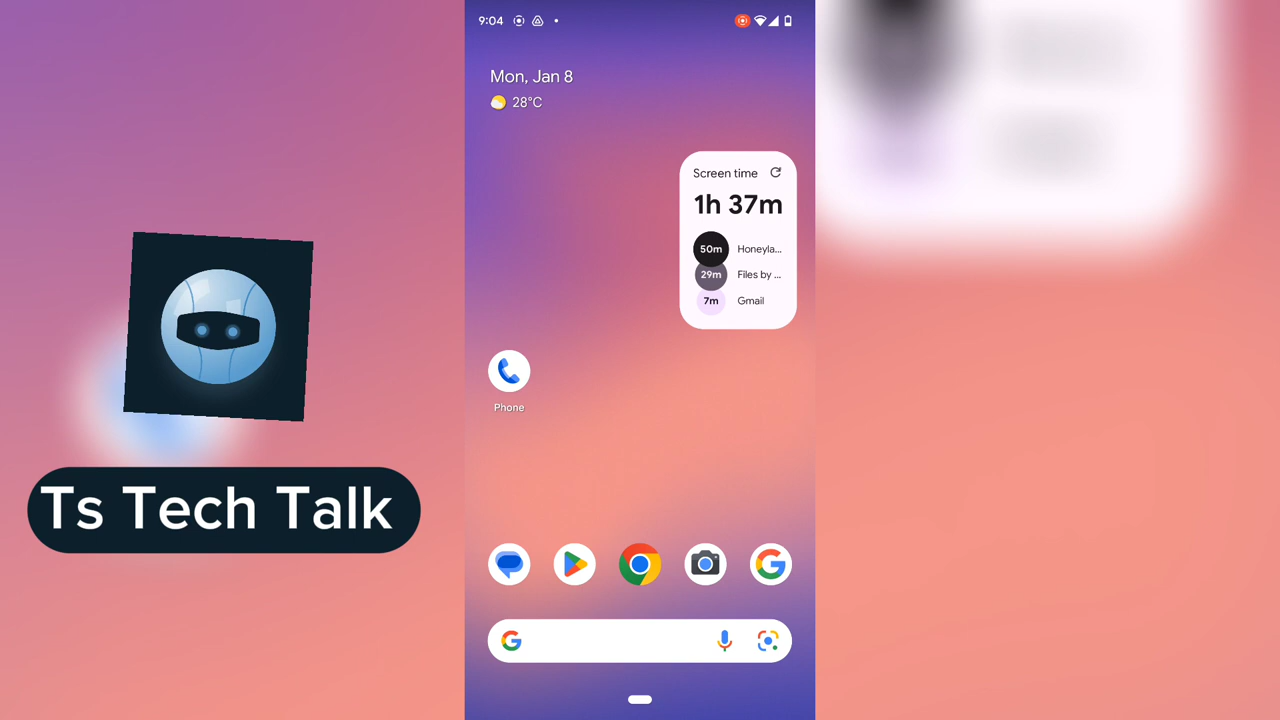 9:04
Mon, Jan 8
28°C
Screen time
1h 37m
50m Honeyla...
29m Files by ...
7m Gmail
Phone
Ts Tech Talk